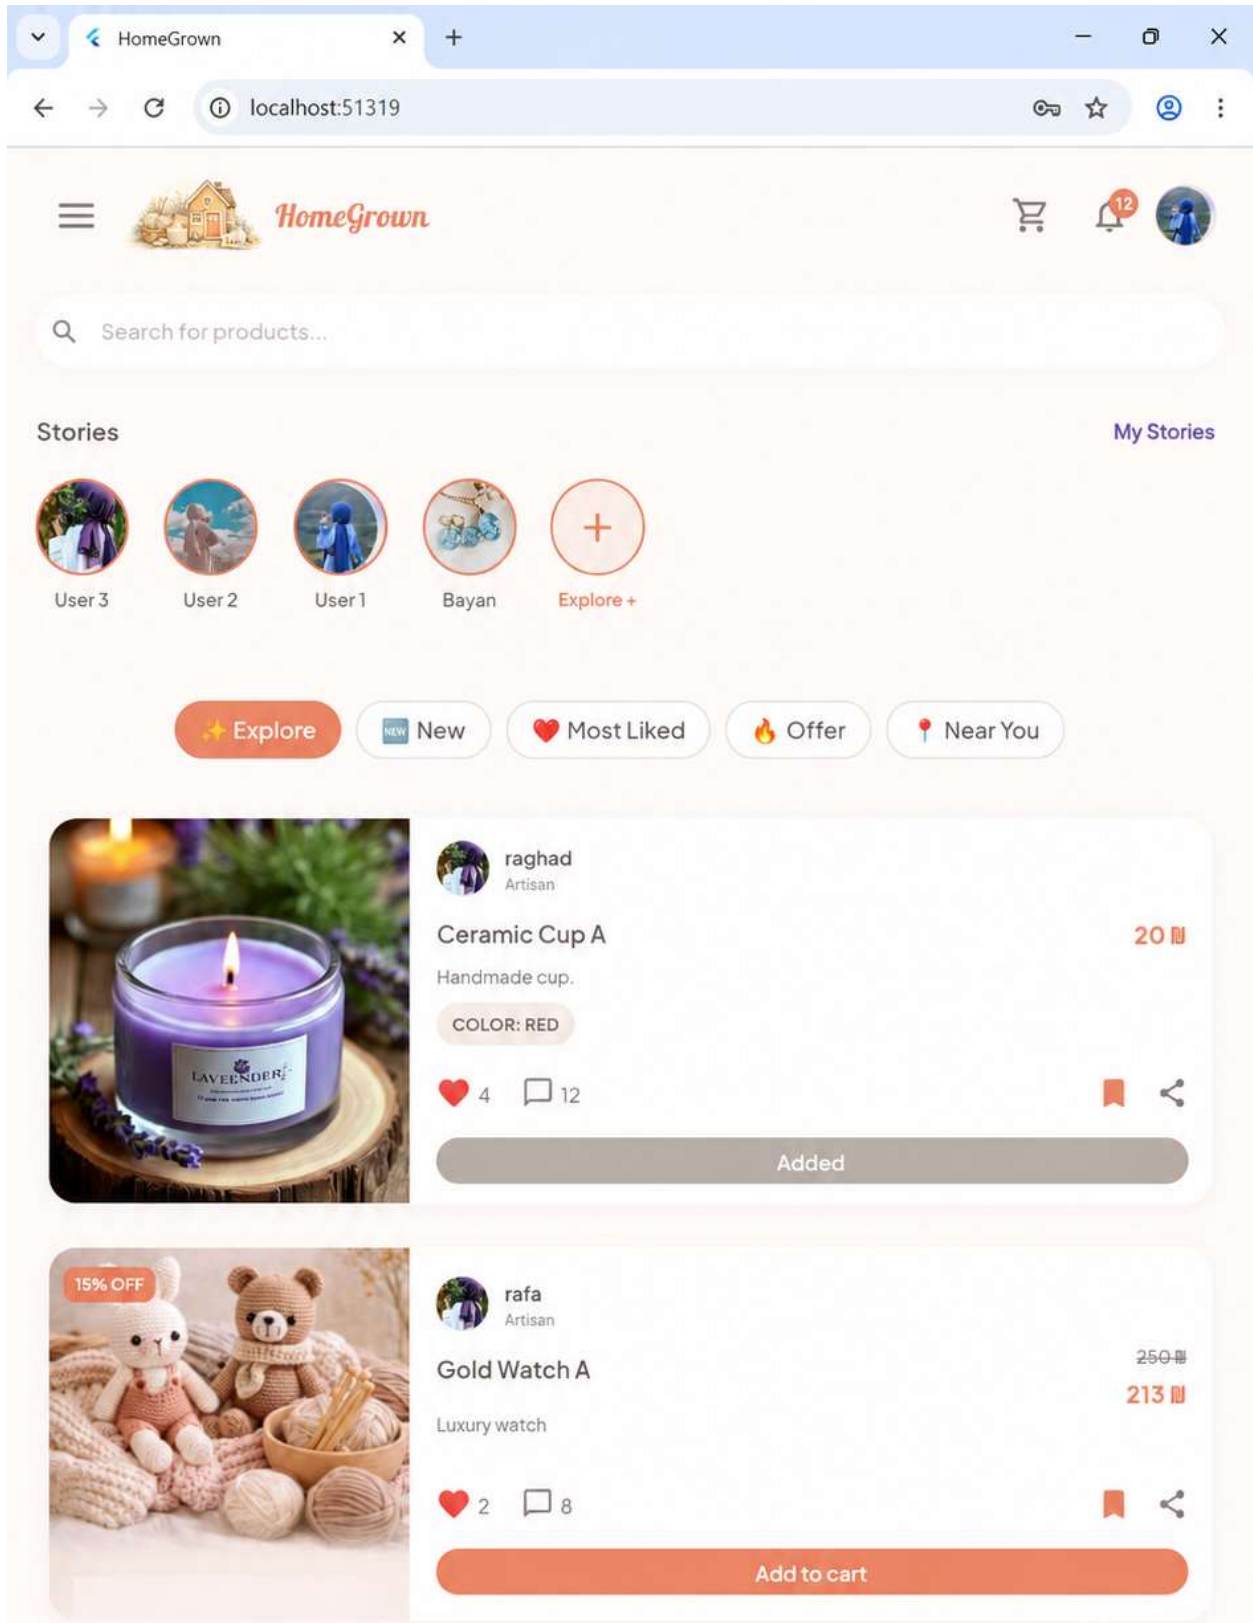 HomeGrown
localhost:51319
HomeGrown
12
Search for products...
Stories
My Stories
User 3
User 2
User 1
Bayan
Explore +
✨ Explore
NEW New
❤️ Most Liked
🔥 Offer
📍 Near You
LAVEENDER
raghad
Artisan
Ceramic Cup A
20 ₪
Handmade cup.
COLOR: RED
4
12
Added
15% OFF
rafa
Artisan
Gold Watch A
250 ₪
213 ₪
Luxury watch
2
8
Add to cart